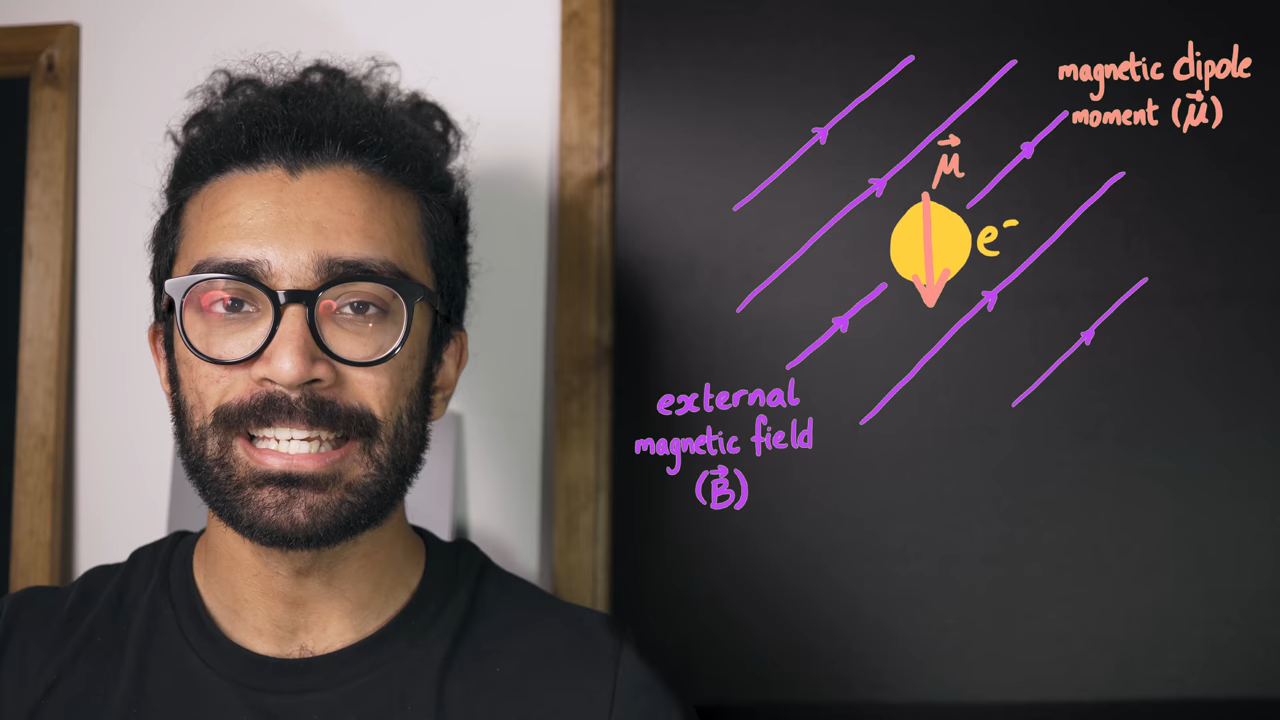 magnetic dipole
moment (μ⃗)
μ⃗
e⁻
external
magnetic field
(B⃗)